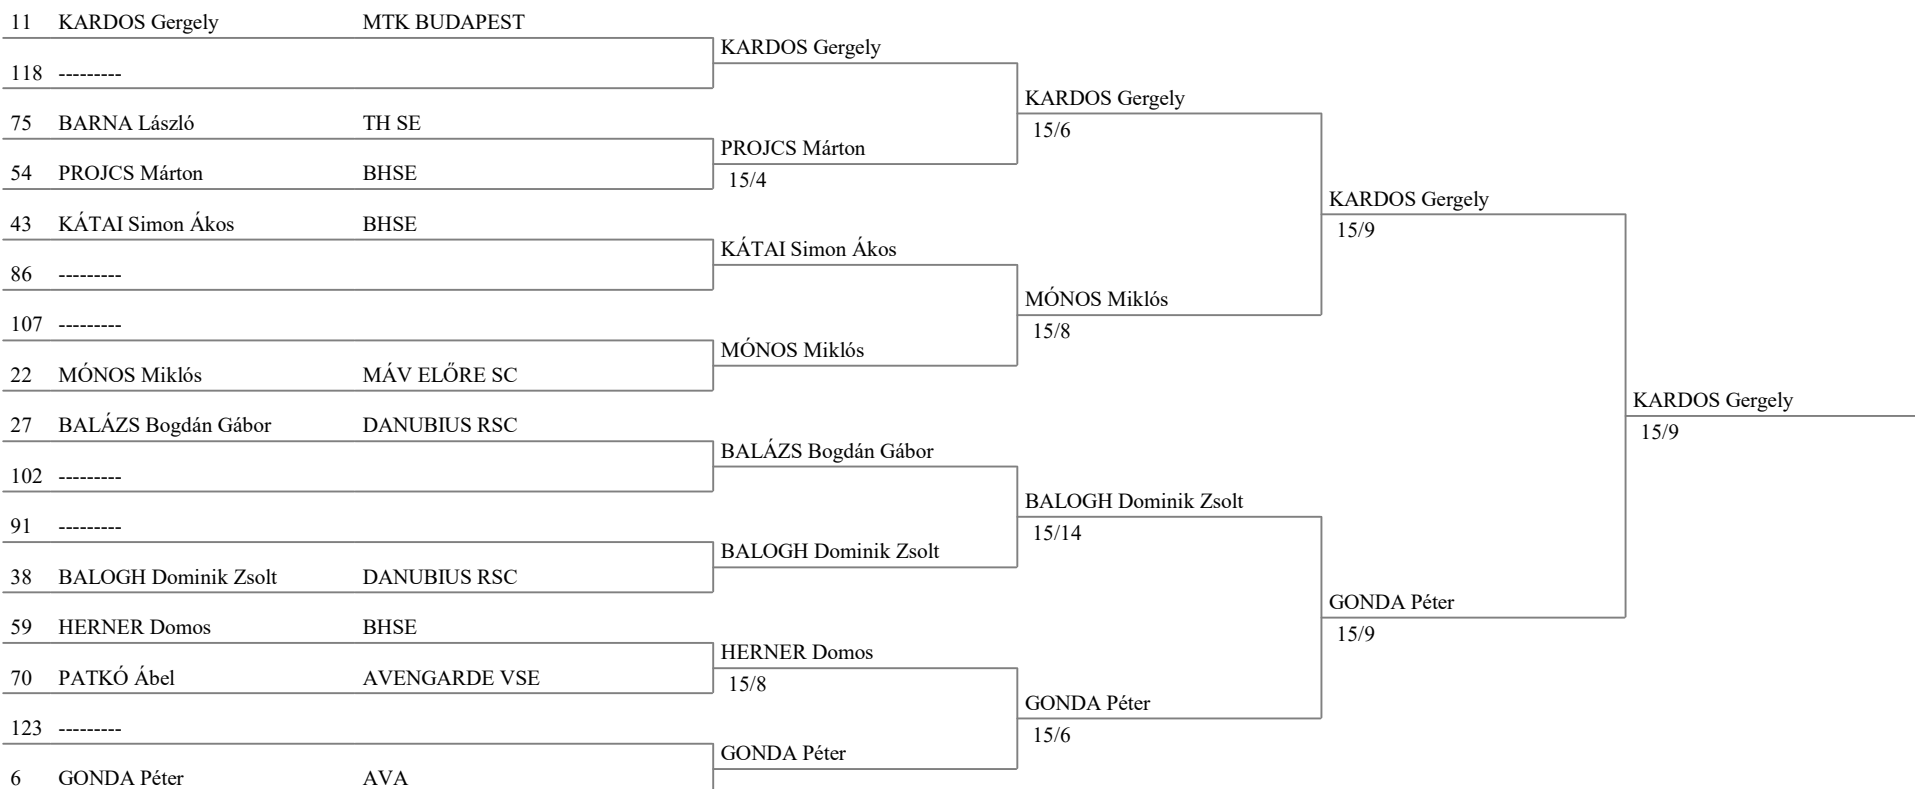 11 KARDOS Gergely MTK BUDAPEST
KARDOS Gergely
118 ---------
KARDOS Gergely
15/6
75 BARNA László TH SE
PROJCS Márton
15/4
54 PROJCS Márton BHSE
KARDOS Gergely
15/9
43 KÁTAI Simon Ákos BHSE
KÁTAI Simon Ákos
86 ---------
MÓNOS Miklós
15/8
107 ---------
MÓNOS Miklós
22 MÓNOS Miklós MÁV ELŐRE SC
KARDOS Gergely
15/9
27 BALÁZS Bogdán Gábor DANUBIUS RSC
BALÁZS Bogdán Gábor
102 ---------
BALOGH Dominik Zsolt
15/14
91 ---------
BALOGH Dominik Zsolt
38 BALOGH Dominik Zsolt DANUBIUS RSC
GONDA Péter
15/9
59 HERNER Domos BHSE
HERNER Domos
15/8
70 PATKÓ Ábel AVENGARDE VSE
GONDA Péter
15/6
123 ---------
GONDA Péter
6 GONDA Péter AVA